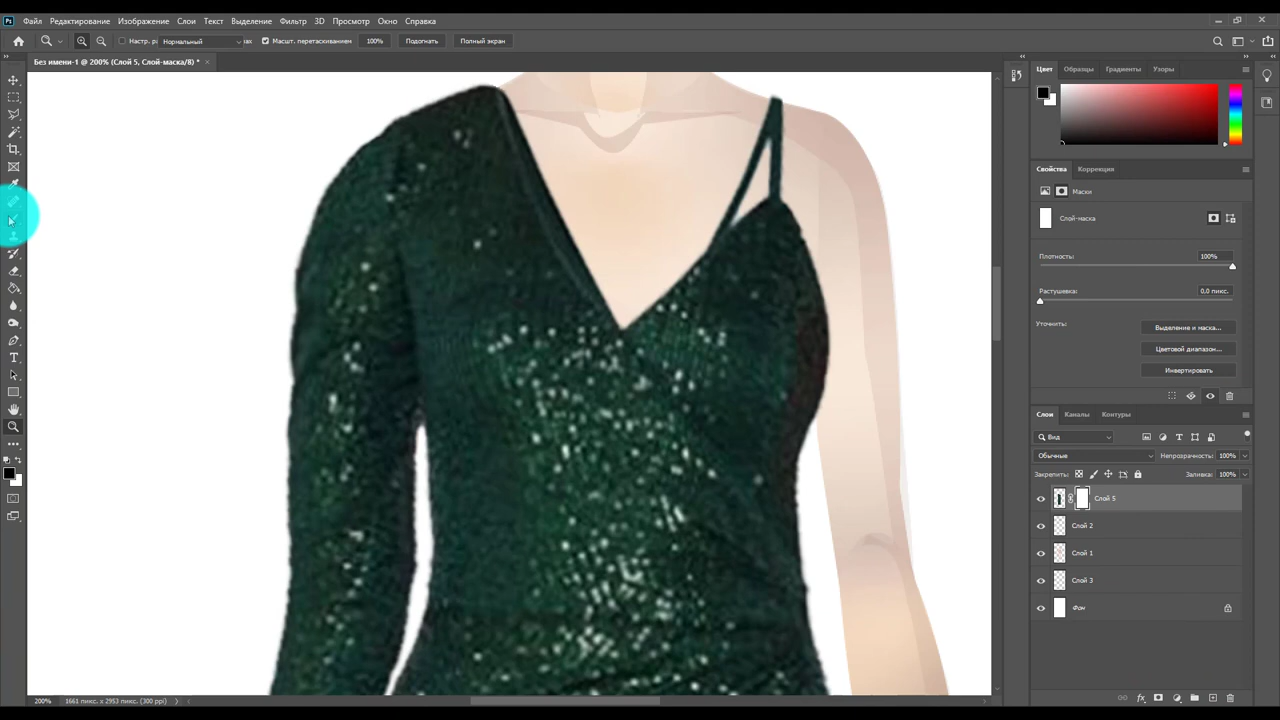 Ps Файл Редактирование Изображение Слои Текст Выделение Фильтр 3D Просмотр Окно Справка
Настр. р Нормальный ах Масшт. перетаскиванием 100% Подогнать Полный экран
Без имени-1 @ 200% (Слой 5, Слой-маска/8) * ×
Цвет Образцы Градиенты Узоры
Свойства Коррекция
Маски
Слой-маска
Плотность: 100%
Растушевка: 0,0 пикс.
Уточнить: Выделение и маска...
Цветовой диапазон...
Инвертировать
Слои Каналы Контуры
Вид
Обычные Непрозрачность: 100%
Закрепить: Заливка: 100%
Слой 5
Слой 2
Слой 1
Слой 3
Фон
200% 1661 пикс. x 2953 пикс. (300 ppi)